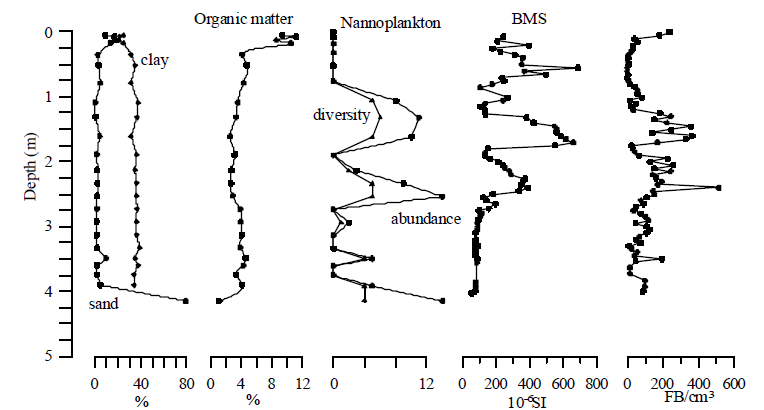 Organic matter Nannoplankton BMS
0
clay
1
diversity
Depth (m)
2
3
abundance
sand
4
5
0 40 80 0 4 8 12 0 12 0 200 400 600 800 0 200 400 600
% % 10⁻⁶SI FB/cm³